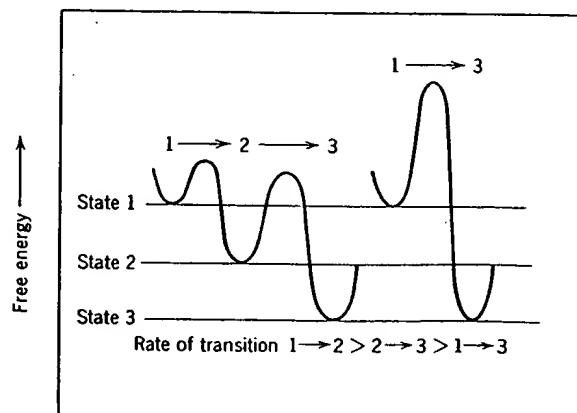 1 → 3
1 → 2 → 3
State 1
State 2
State 3
Free energy →
Rate of transition 1→2 > 2→3 > 1→3